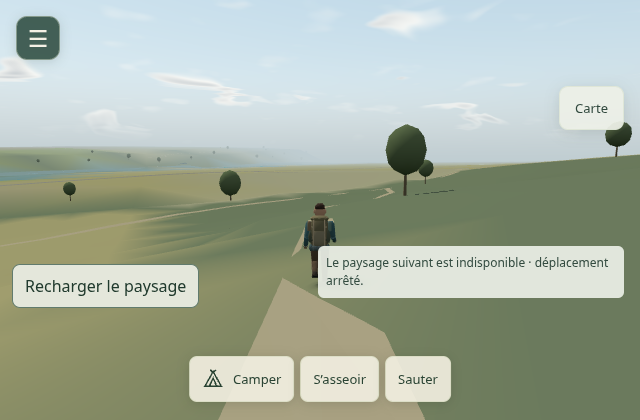 Carte
Le paysage suivant est indisponible · déplacement
arrêté.
Recharger le paysage
Camper
S’asseoir
Sauter